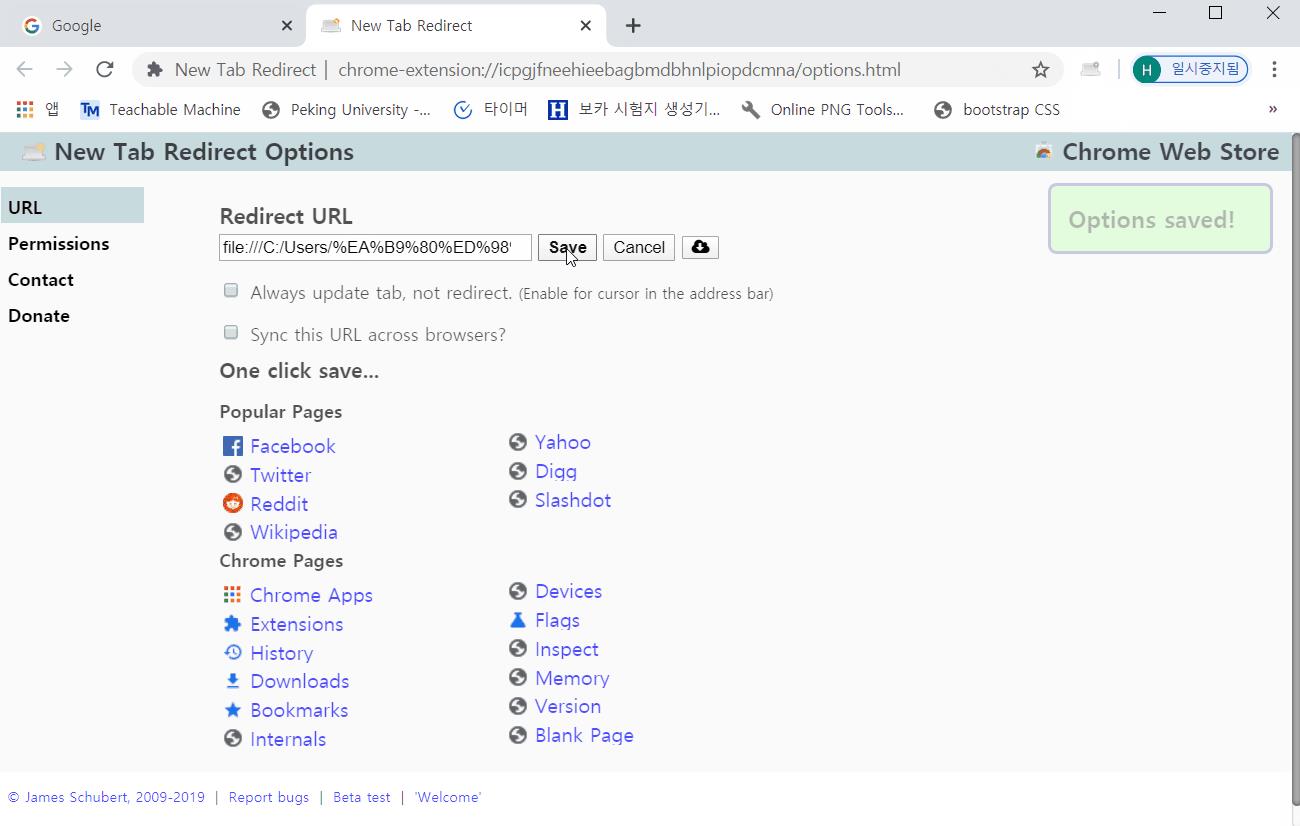 Google
New Tab Redirect
New Tab Redirect | chrome-extension://icpgjfneehieebagbmdbhnlpiopdcmna/options.html
H 일시중지됨
앱 TM Teachable Machine Peking University -... 타이머 H 보카 시험지 생성기... Online PNG Tools... bootstrap CSS »
New Tab Redirect Options
Chrome Web Store
Options saved!
URL
Permissions
Contact
Donate
Redirect URL
file:///C:/Users/%EA%B9%80%ED%98% Save Cancel
Always update tab, not redirect. (Enable for cursor in the address bar)
Sync this URL across browsers?
One click save...
Popular Pages
Facebook
Twitter
Reddit
Wikipedia
Yahoo
Digg
Slashdot
Chrome Pages
Chrome Apps
Extensions
History
Downloads
Bookmarks
Internals
Devices
Flags
Inspect
Memory
Version
Blank Page
© James Schubert, 2009-2019 | Report bugs | Beta test | 'Welcome'